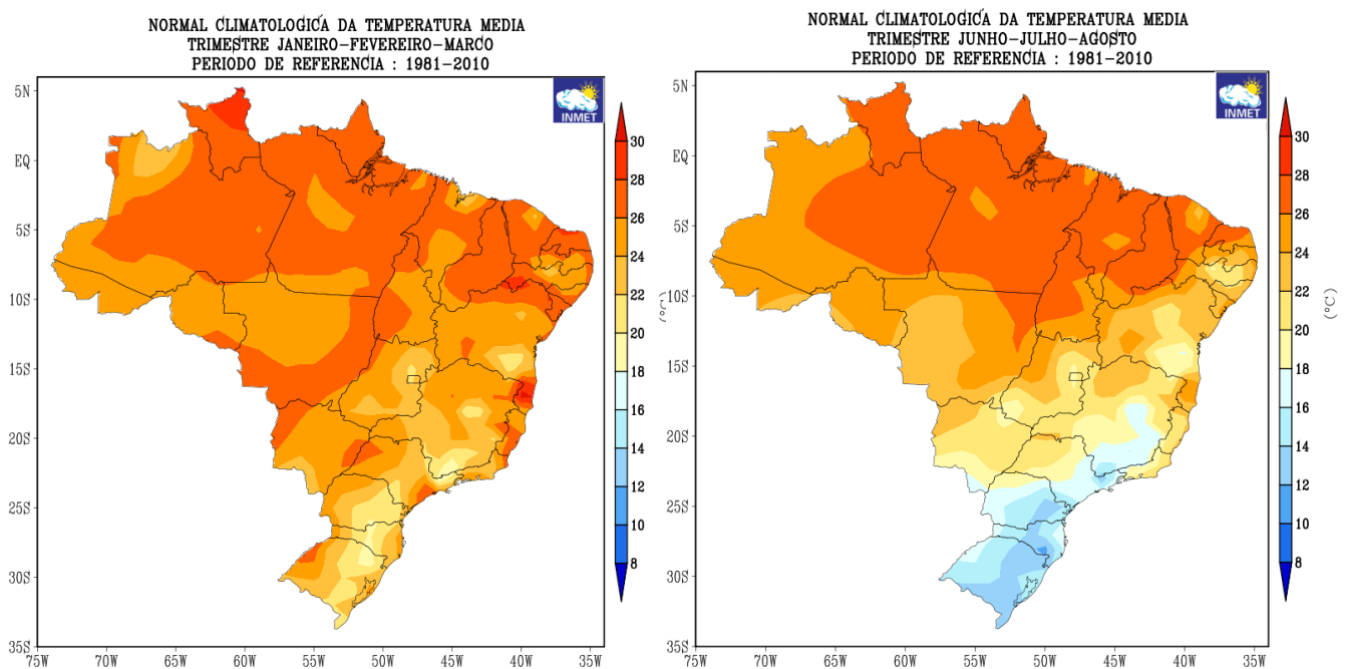 NORMAL CLIMATOLOGICA DA TEMPERATURA MEDIA
TRIMESTRE JANEIRO-FEVEREIRO-MARCO
PERIODO DE REFERENCIA : 1981-2010
INMET
5N
EQ
5S
10S
15S
20S
25S
30S
35S
75W
70W
65W
60W
55W
50W
45W
40W
35W
30
28
26
24
22
20
18
16
14
12
10
8
(°C)
NORMAL CLIMATOLOGICA DA TEMPERATURA MEDIA
TRIMESTRE JUNHO-JULHO-AGOSTO
PERIODO DE REFERENCIA : 1981-2010
INMET
5N
EQ
5S
10S
15S
20S
25S
30S
35S
75W
70W
65W
60W
55W
50W
45W
40W
35W
30
28
26
24
22
20
18
16
14
12
10
8
(°C)